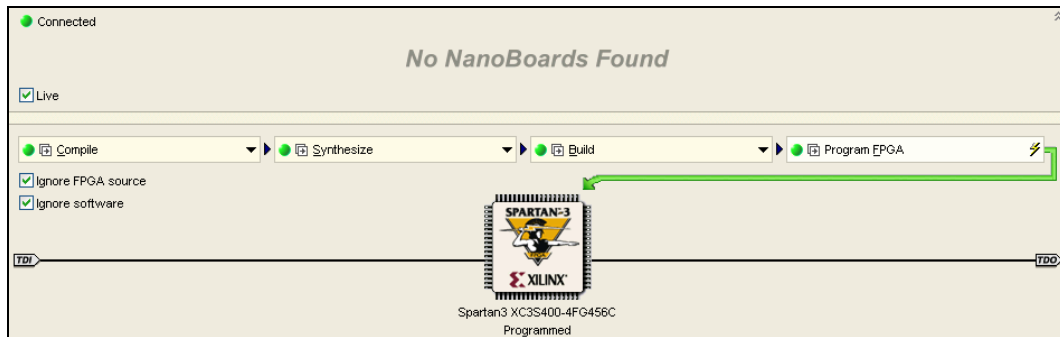 Connected
No NanoBoards Found
Live
Compile
Synthesize
Build
Program FPGA
Ignore FPGA source
Ignore software
SPARTAN-3
FPGA
TDI
TDO
XILINX®
Spartan3 XC3S400-4FG456C
Programmed